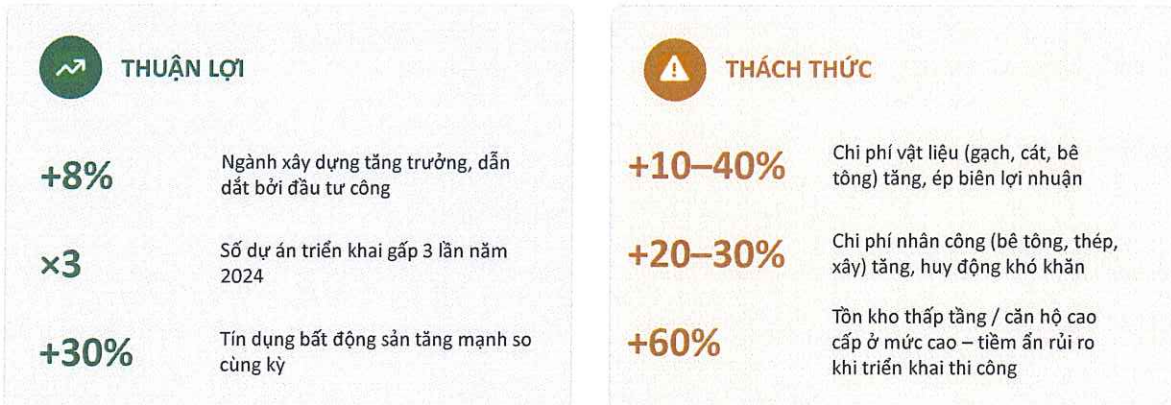 THUẬN LỢI
+8%
Ngành xây dựng tăng trưởng, dẫn
dắt bởi đầu tư công
×3
Số dự án triển khai gấp 3 lần năm
2024
+30%
Tín dụng bất động sản tăng mạnh so
cùng kỳ
THÁCH THỨC
+10–40%
Chi phí vật liệu (gạch, cát, bê
tông) tăng, ép biên lợi nhuận
+20–30%
Chi phí nhân công (bê tông, thép,
xây) tăng, huy động khó khăn
+60%
Tồn kho thấp tầng / căn hộ cao
cấp ở mức cao – tiềm ẩn rủi ro
khi triển khai thi công